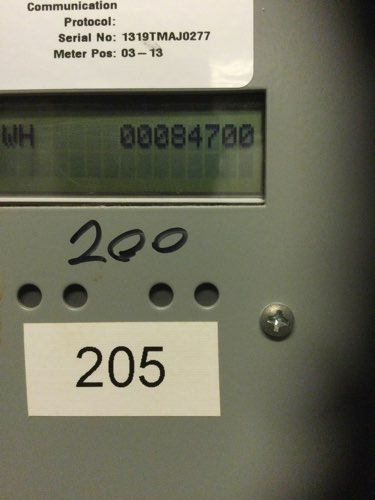 Communication
Protocol:
Serial No: 1319TMAJ0277
Meter Pos: 03-13
WH 00084700
200
205